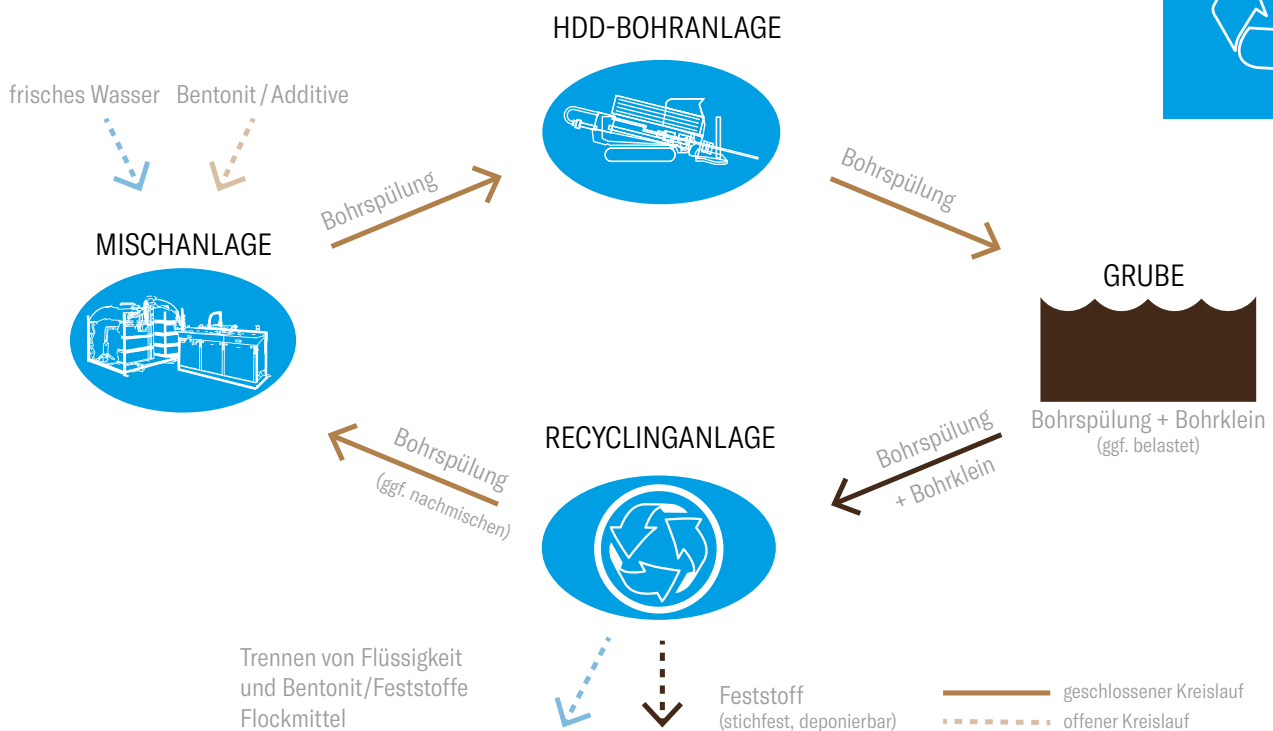 HDD-BOHRANLAGE
frisches Wasser
Bentonit / Additive
Bohrspülung
Bohrspülung
MISCHANLAGE
GRUBE
Bohrspülung + Bohrklein
(ggf. belastet)
Bohrspülung
+ Bohrklein
RECYCLINGANLAGE
Bohrspülung
(ggf. nachmischen)
Trennen von Flüssigkeit
und Bentonit/Feststoffe
Flockmittel
Feststoff
(stichfest, deponierbar)
geschlossener Kreislauf
offener Kreislauf